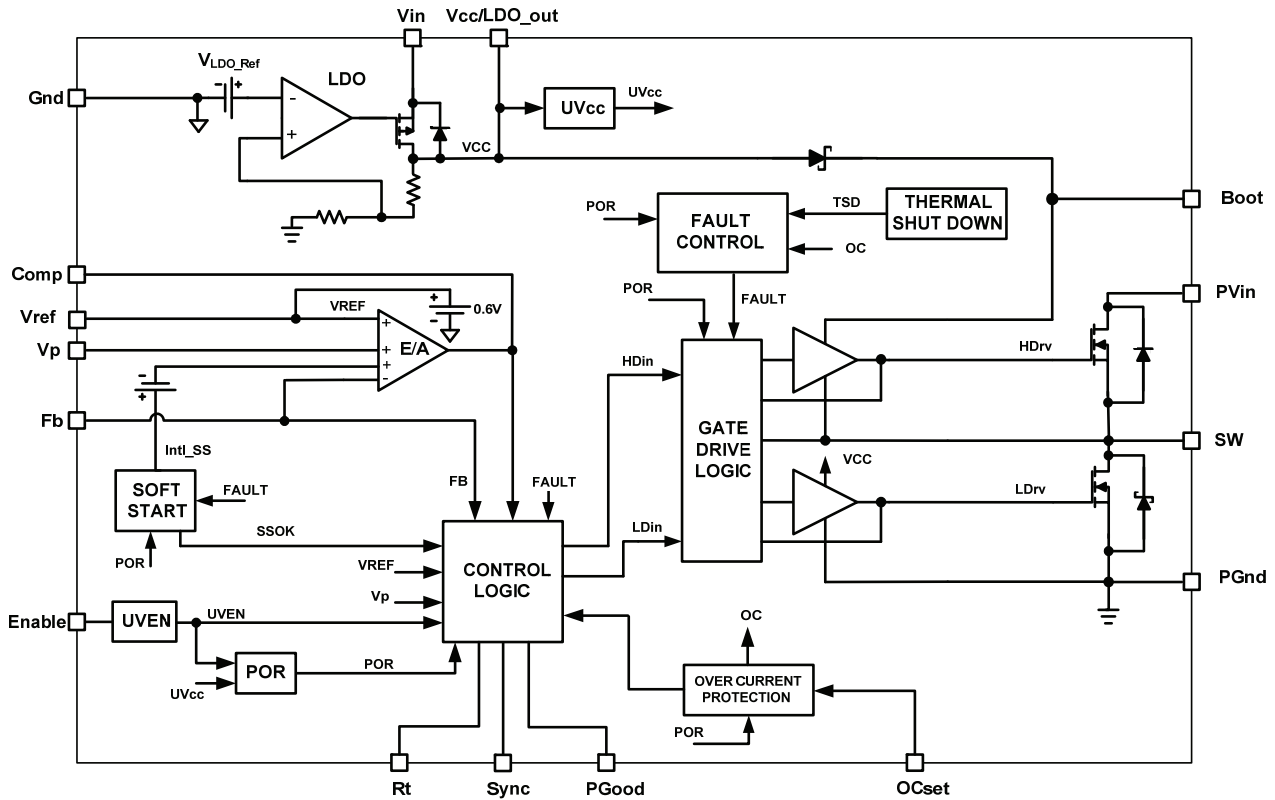 Vin
Vcc/LDO_out
VLDO_Ref
-
+
LDO
Gnd
-
+
UVcc
UVcc
VCC
Boot
POR
FAULT
CONTROL
TSD
THERMAL
SHUT DOWN
OC
Comp
Vref
VREF
+
-
0.6V
POR
FAULT
PVin
Vp
+
+
+
-
E/A
HDrv
HDin
-
+
Fb
GATE
DRIVE
LOGIC
SW
Intl_SS
VCC
SOFT
START
FAULT
FB
FAULT
LDrv
SSOK
LDin
POR
VREF
CONTROL
LOGIC
PGnd
Vp
Enable
UVEN
UVEN
OC
POR
POR
UVcc
OVER CURRENT
PROTECTION
POR
Rt
Sync
PGood
OCset